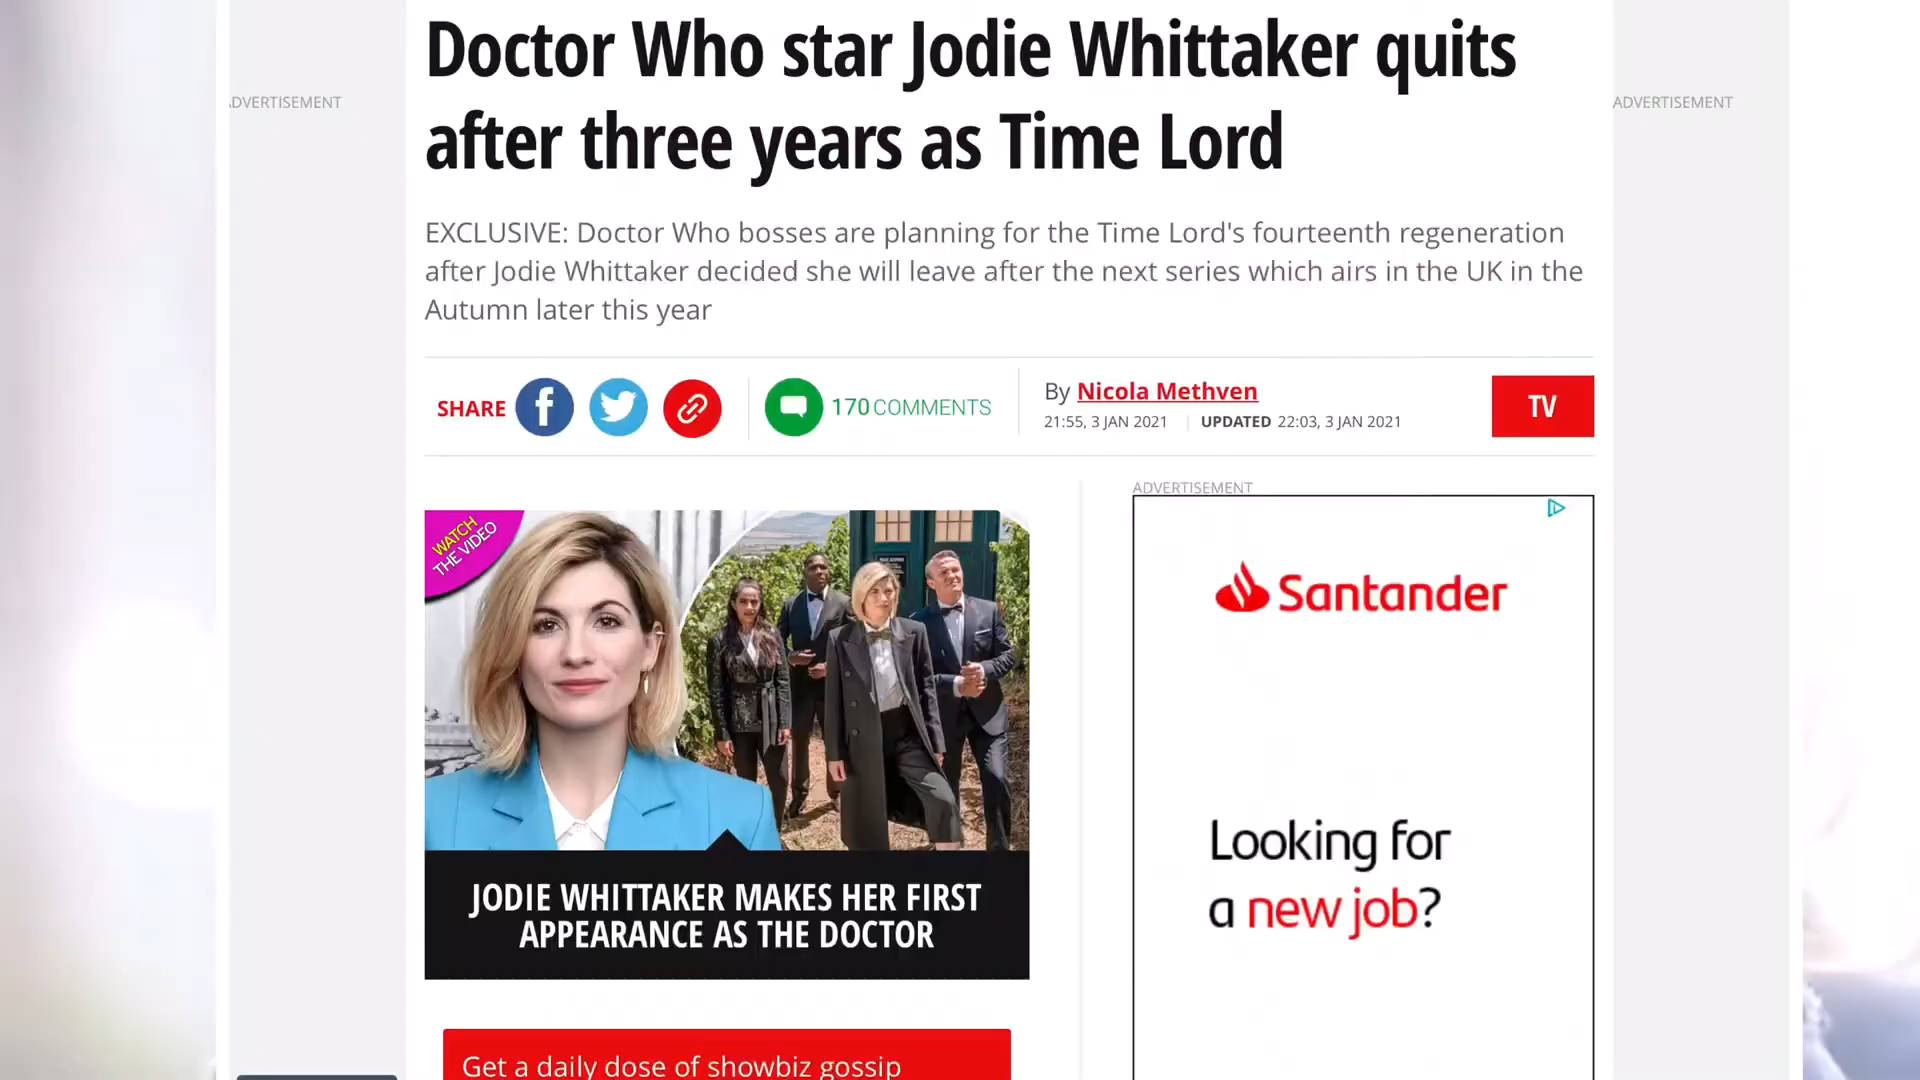 Doctor Who star Jodie Whittaker quits
after three years as Time Lord
ADVERTISEMENT
ADVERTISEMENT
EXCLUSIVE: Doctor Who bosses are planning for the Time Lord's fourteenth regeneration
after Jodie Whittaker decided she will leave after the next series which airs in the UK in the
Autumn later this year
SHARE
170 COMMENTS
By Nicola Methven
21:55, 3 JAN 2021 | UPDATED 22:03, 3 JAN 2021
TV
ADVERTISEMENT
WATCH
THE VIDEO
Santander
Looking for
a new job?
JODIE WHITTAKER MAKES HER FIRST
APPEARANCE AS THE DOCTOR
Get a daily dose of showbiz gossip